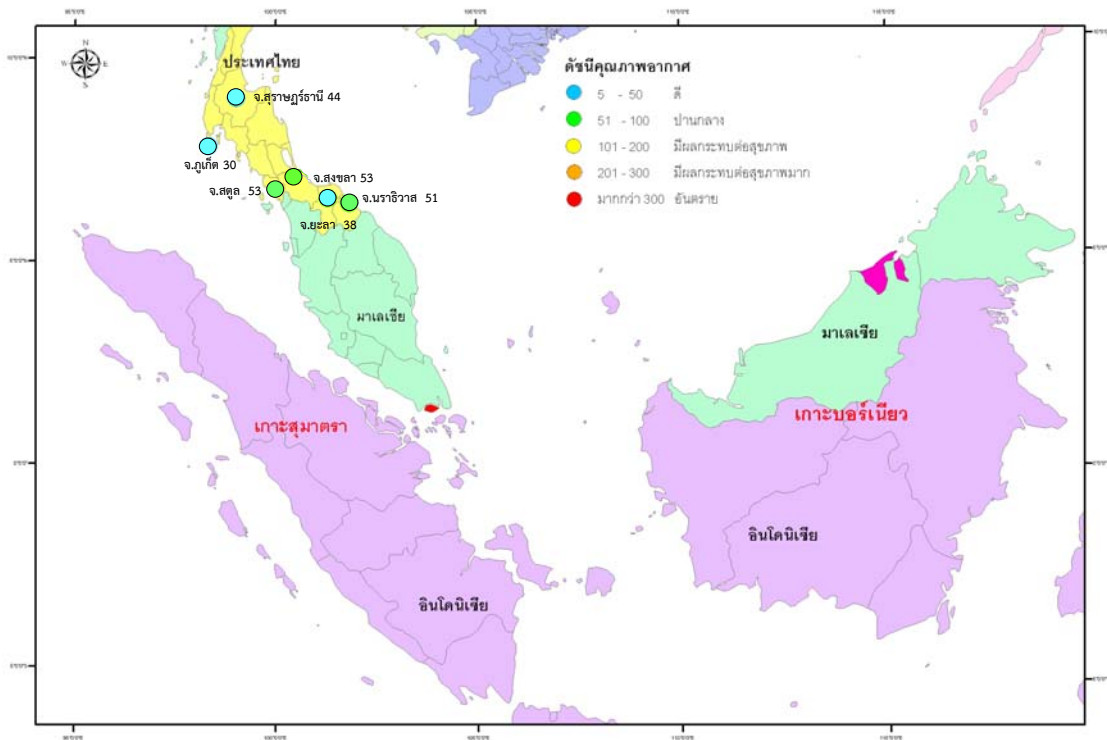 N
W
E
S
ประเทศไทย
จ.สุราษฎร์ธานี 44
จ.ภูเก็ต 30
จ.สงขลา 53
จ.สตูล 53
จ.นราธิวาส 51
จ.ยะลา 38
ดัชนีคุณภาพอากาศ
5 - 50 ดี
51 - 100 ปานกลาง
101 - 200 มีผลกระทบต่อสุขภาพ
201 - 300 มีผลกระทบต่อสุขภาพมาก
มากกว่า 300 อันตราย
มาเลเซีย
มาเลเซีย
เกาะสุมาตรา
เกาะบอร์เนียว
อินโดนิเซีย
อินโดนิเซีย